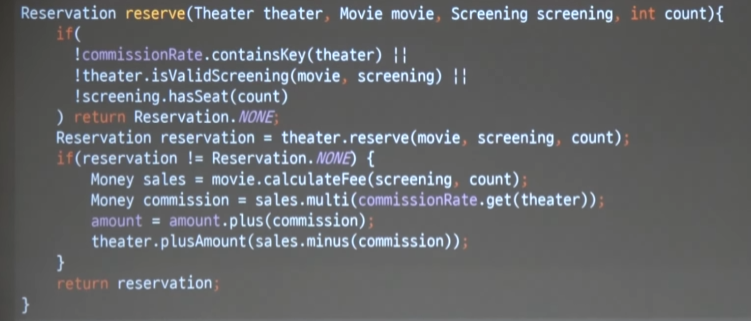 Reservation reserve(Theater theater, Movie movie, Screening screening, int count){
if(
!commissionRate.containsKey(theater) ||
!theater.isValidScreening(movie, screening) ||
!screening.hasSeat(count)
) return Reservation.NONE;
Reservation reservation = theater.reserve(movie, screening, count);
if(reservation != Reservation.NONE) {
Money sales = movie.calculateFee(screening, count);
Money commission = sales.multi(commissionRate.get(theater));
amount = amount.plus(commission);
theater.plusAmount(sales.minus(commission));
}
return reservation;
}